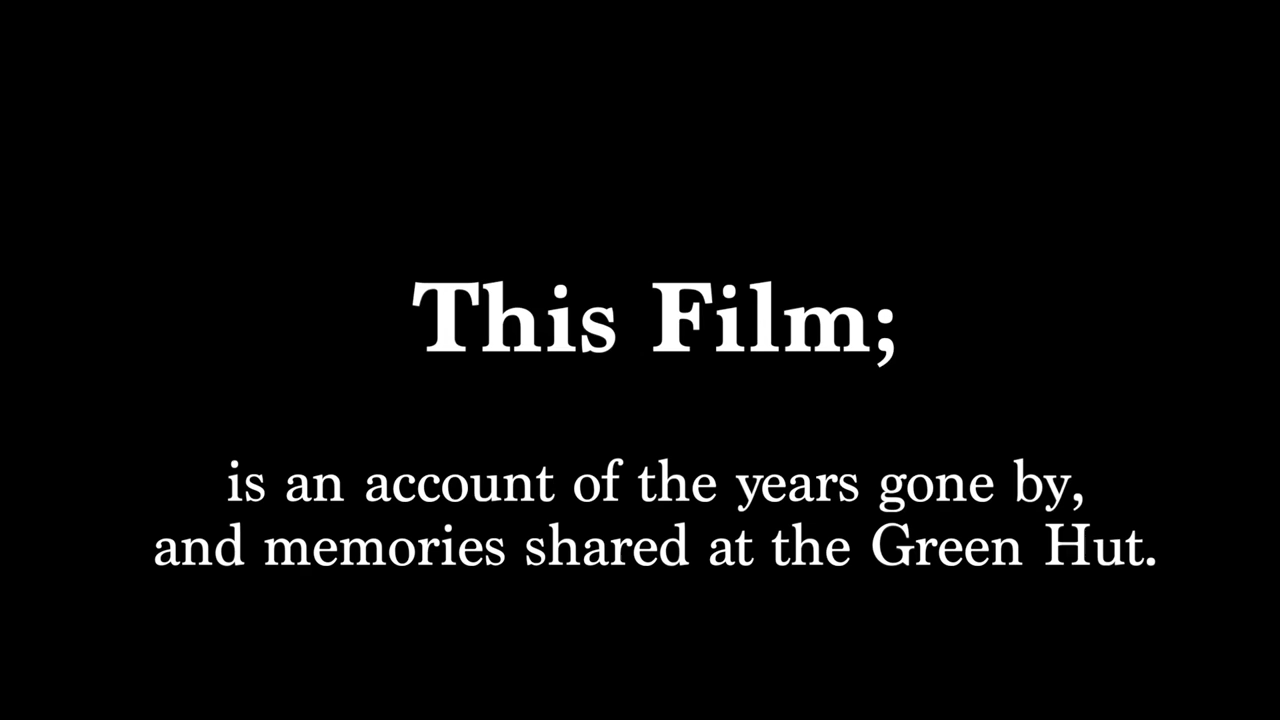 This Film;
is an account of the years gone by,
and memories shared at the Green Hut.